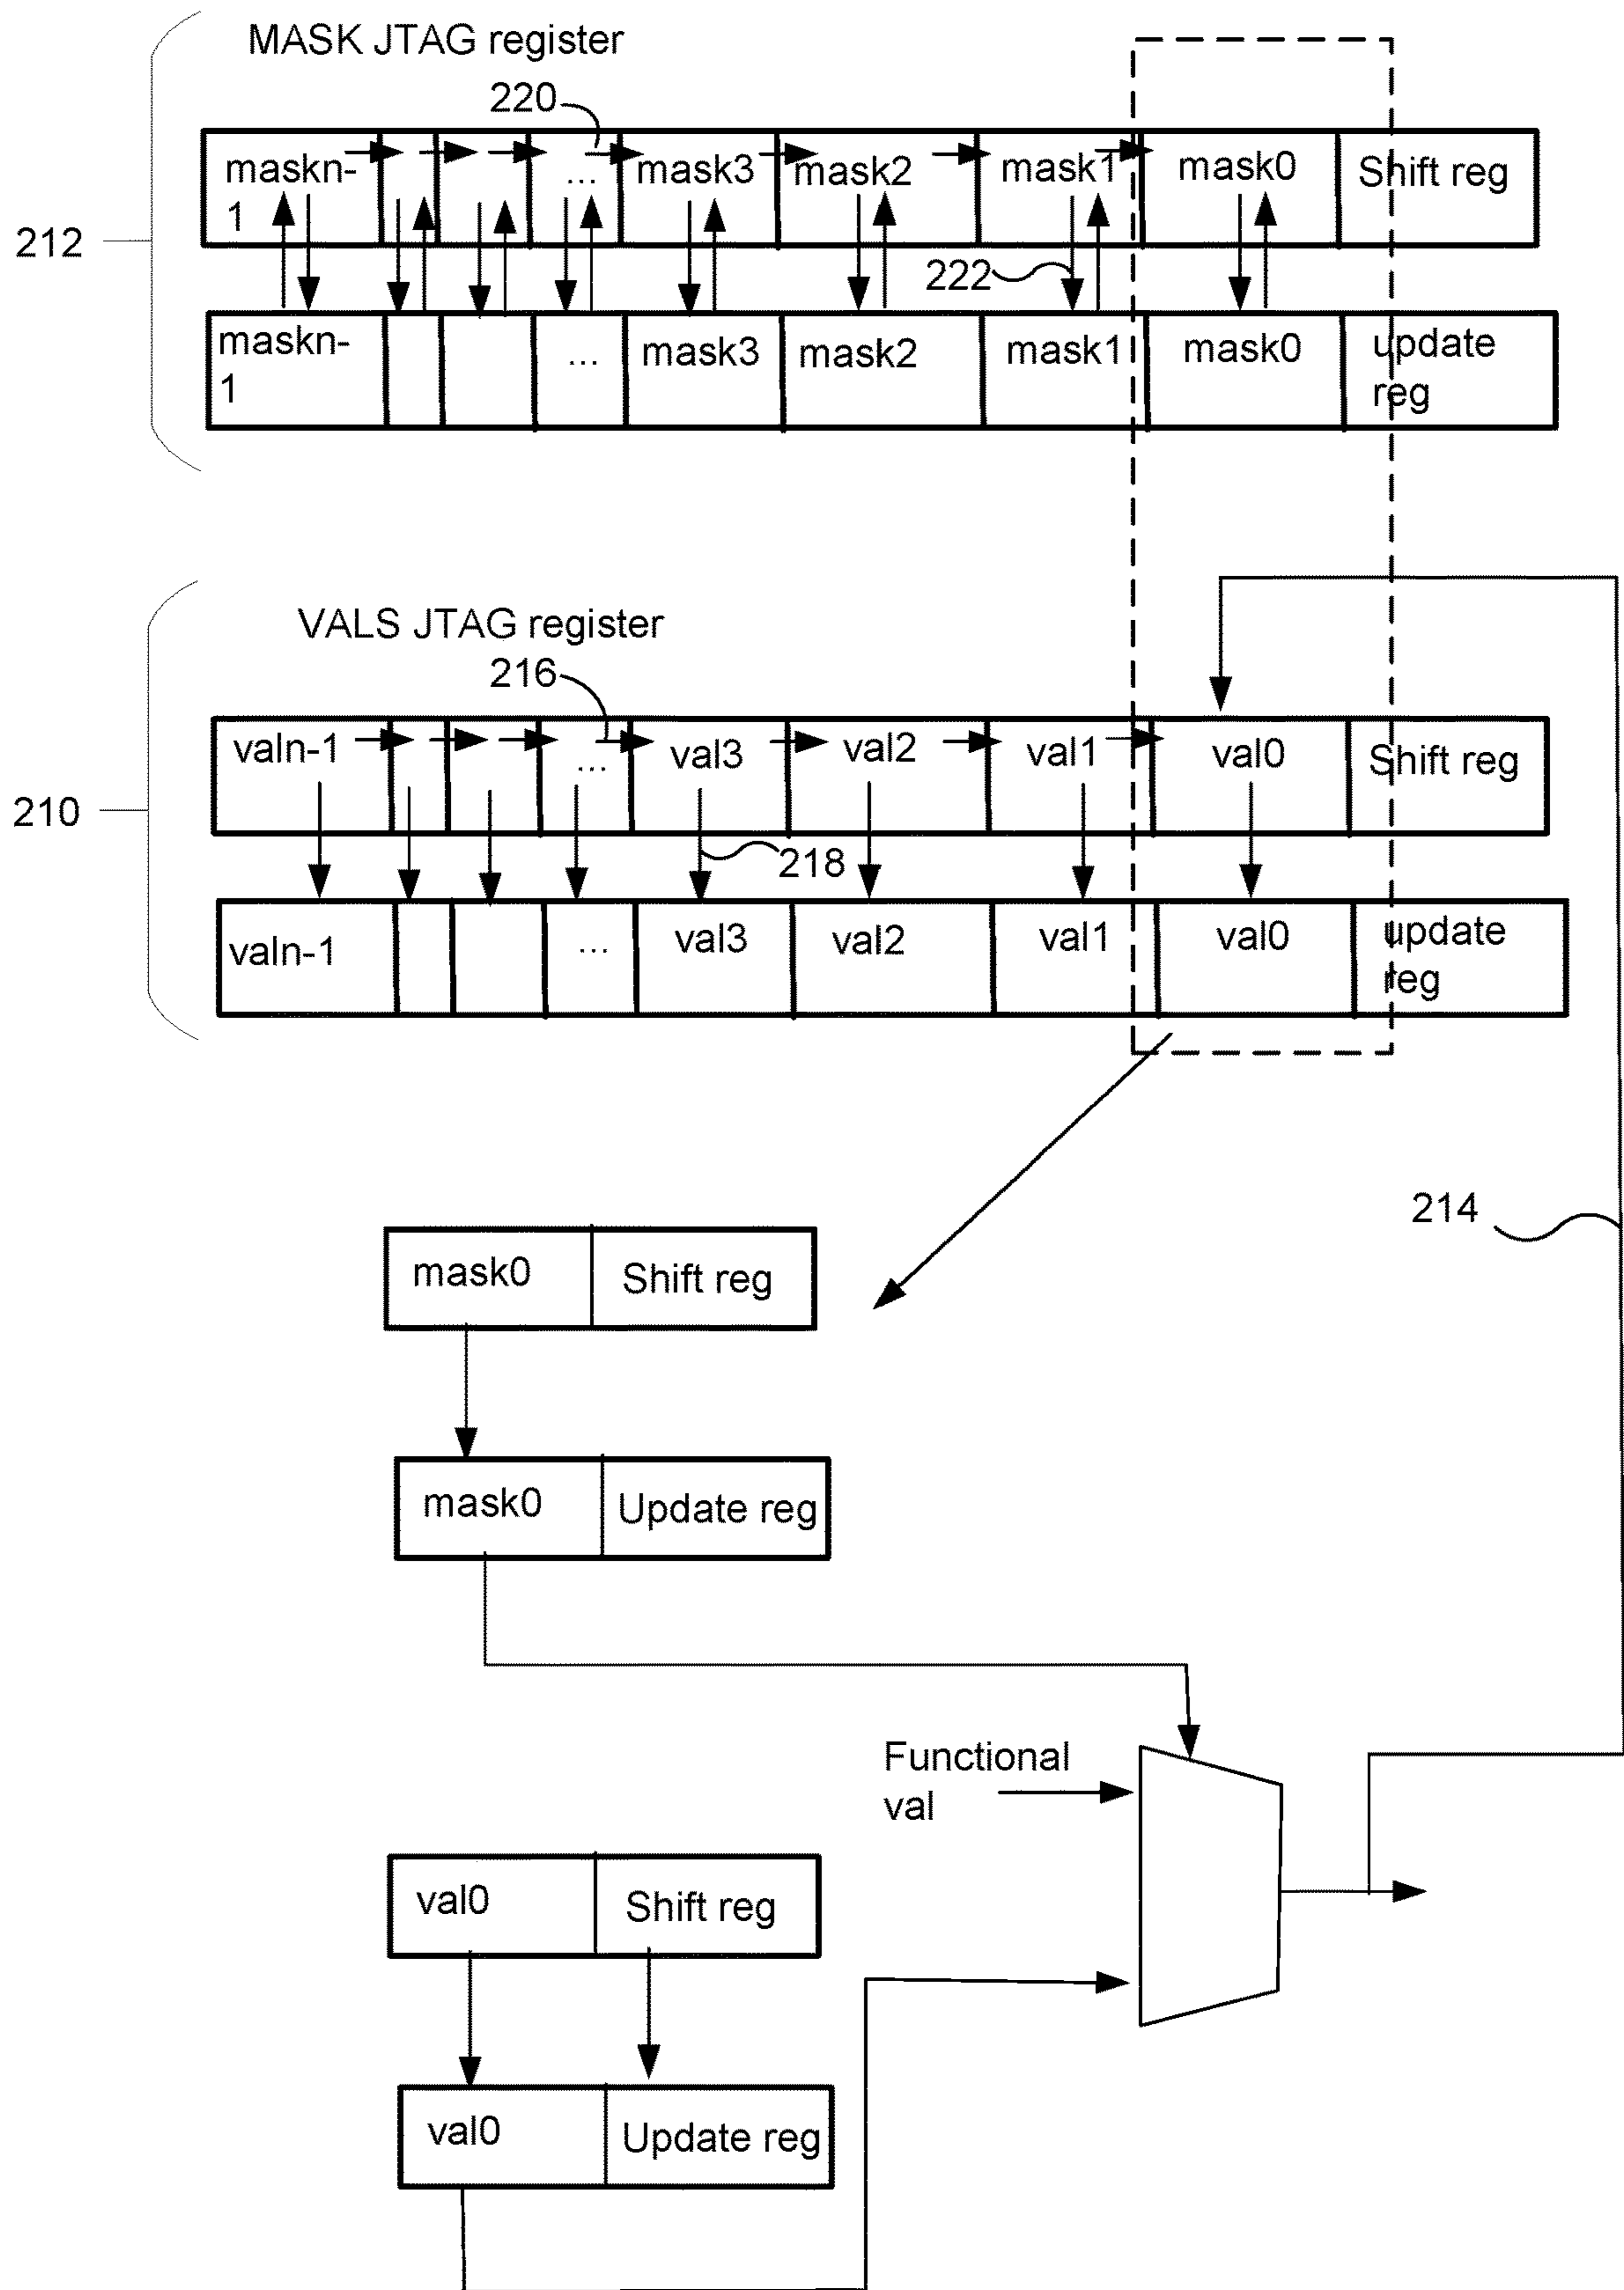 MASK JTAG register
220
maskn-
1
...
mask3
mask2
mask1
mask0
Shift reg
212
222
maskn-
1
...
mask3
mask2
mask1
mask0
update
reg
VALS JTAG register
216
valn-1
...
val3
val2
val1
val0
Shift reg
210
218
valn-1
...
val3
val2
val1
val0
update
reg
214
mask0
Shift reg
mask0
Update reg
Functional
val
val0
Shift reg
val0
Update reg